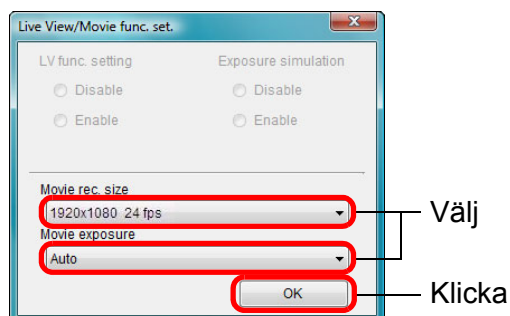 Live View/Movie func. set.
LV func. setting Exposure simulation
Disable Disable
Enable Enable
Movie rec. size
1920x1080 24 fps
Välj
Movie exposure
Auto
OK
Klicka